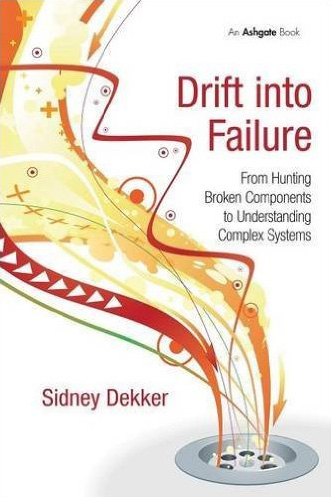 An Ashgate Book
Drift into
Failure
From Hunting
Broken Components
to Understanding
Complex Systems
Sidney Dekker